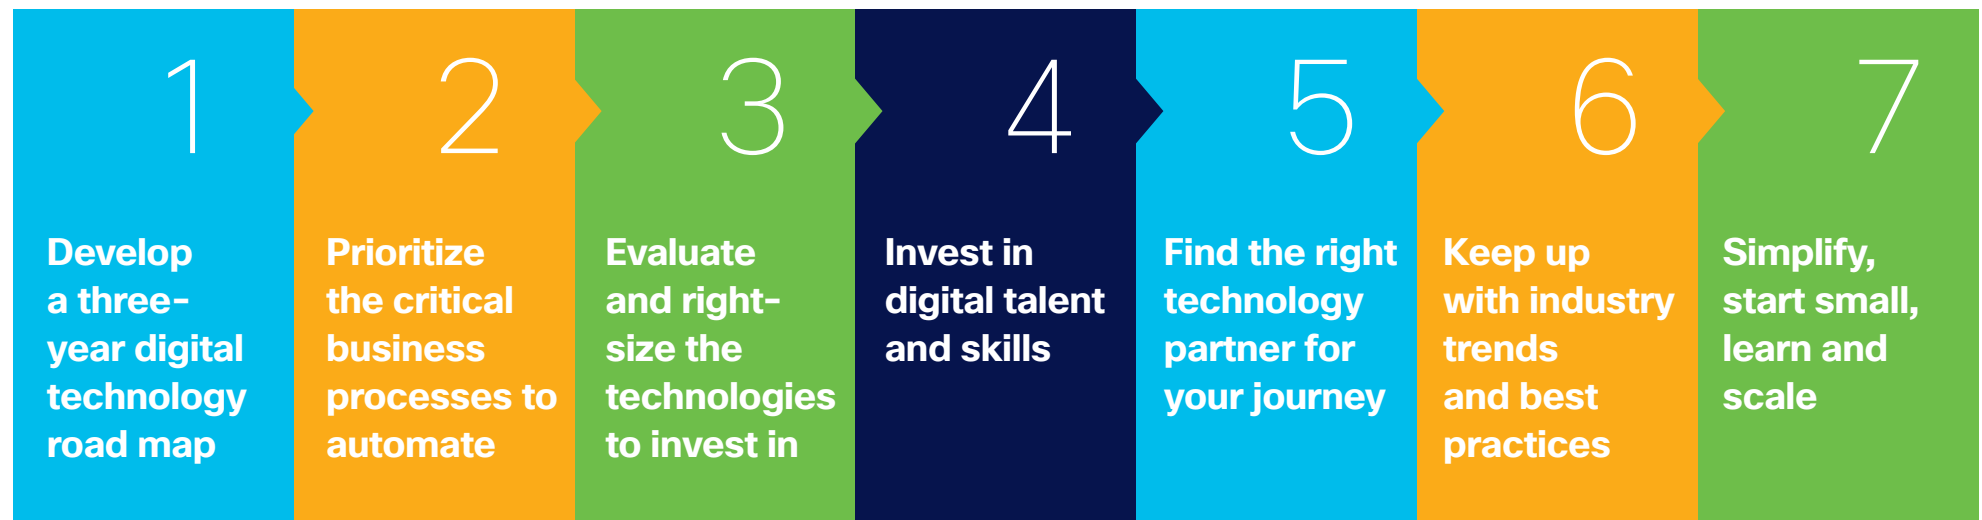 1
Develop
a three-
year digital
technology
road map
2
Prioritize
the critical
business
processes to
automate
3
Evaluate
and right-
size the
technologies
to invest in
4
Invest in
digital talent
and skills
5
Find the right
technology
partner for
your journey
6
Keep up
with industry
trends
and best
practices
7
Simplify,
start small,
learn and
scale